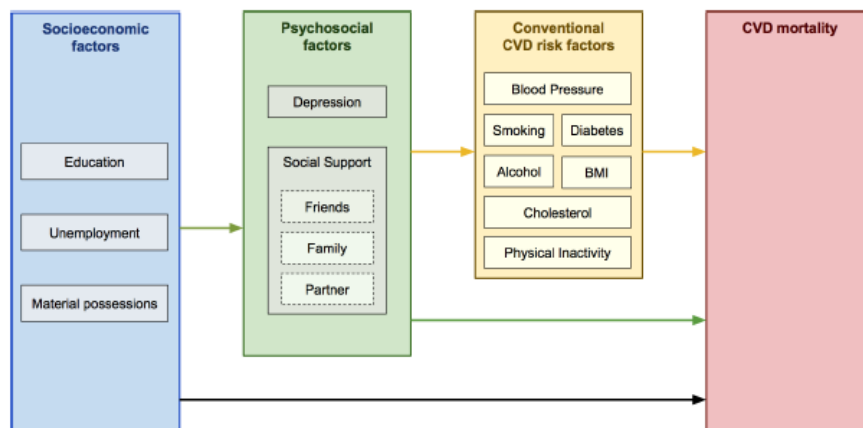 Socioeconomic
factors
Education
Unemployment
Material possessions
Psychosocial
factors
Depression
Social Support
Friends
Family
Partner
Conventional
CVD risk factors
Blood Pressure
Smoking
Diabetes
Alcohol
BMI
Cholesterol
Physical Inactivity
CVD mortality